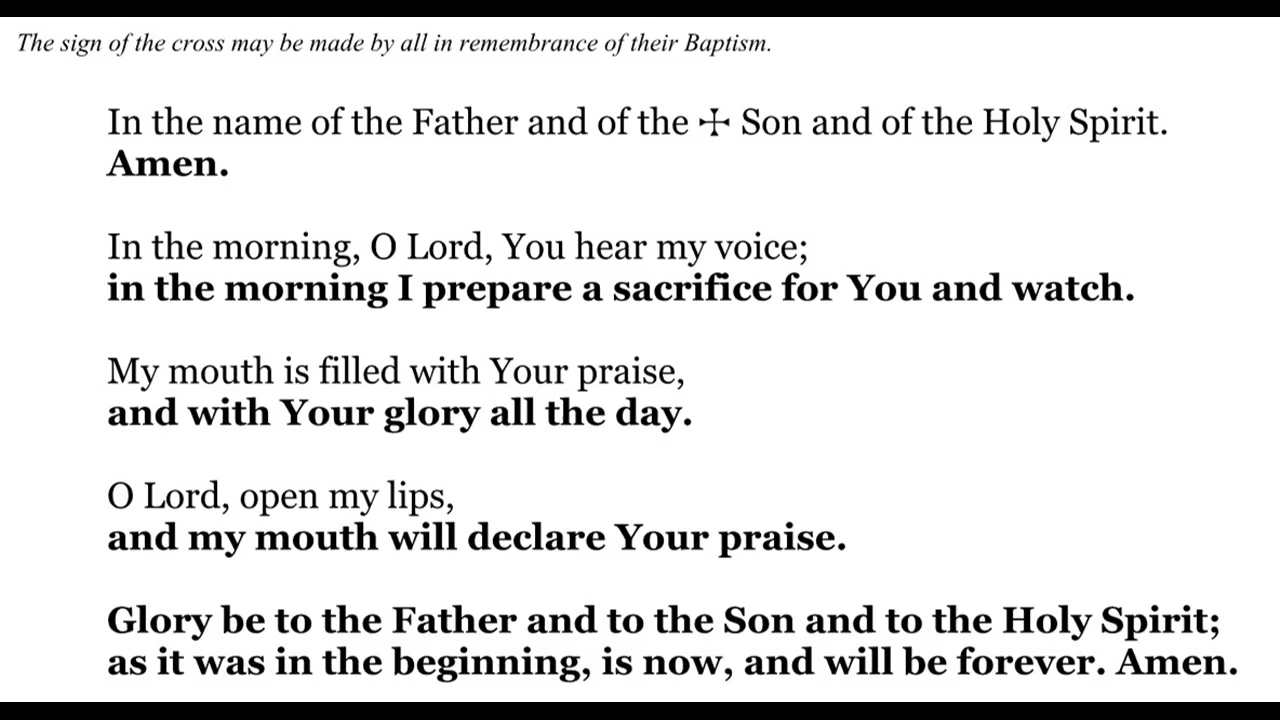 The sign of the cross may be made by all in remembrance of their Baptism.
In the name of the Father and of the ☩ Son and of the Holy Spirit.
Amen.
In the morning, O Lord, You hear my voice;
in the morning I prepare a sacrifice for You and watch.
My mouth is filled with Your praise,
and with Your glory all the day.
O Lord, open my lips,
and my mouth will declare Your praise.
Glory be to the Father and to the Son and to the Holy Spirit;
as it was in the beginning, is now, and will be forever. Amen.